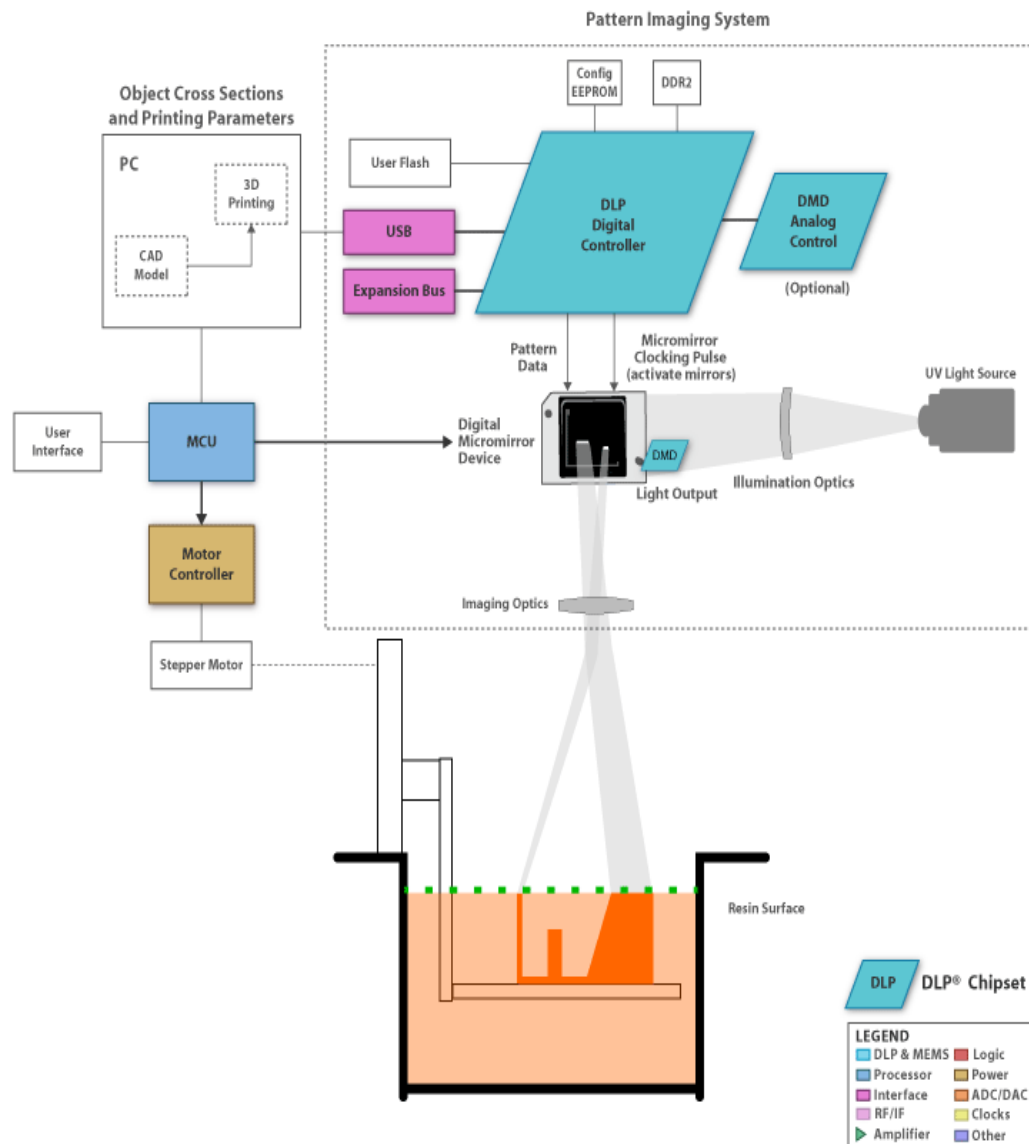 Pattern Imaging System
Object Cross Sections
and Printing Parameters
PC
3D
Printing
CAD
Model
Config
EEPROM
DDR2
User Flash
USB
Expansion Bus
DLP
Digital
Controller
DMD
Analog
Control
(Optional)
Pattern
Data
Micromirror
Clocking Pulse
(activate mirrors)
UV Light Source
User
Interface
MCU
Digital
Micromirror
Device
DMD
Light Output
Illumination Optics
Motor
Controller
Imaging Optics
Stepper Motor
Resin Surface
DLP
DLP® Chipset
LEGEND
DLP & MEMS
Logic
Processor
Power
Interface
ADC/DAC
RF/IF
Clocks
Amplifier
Other